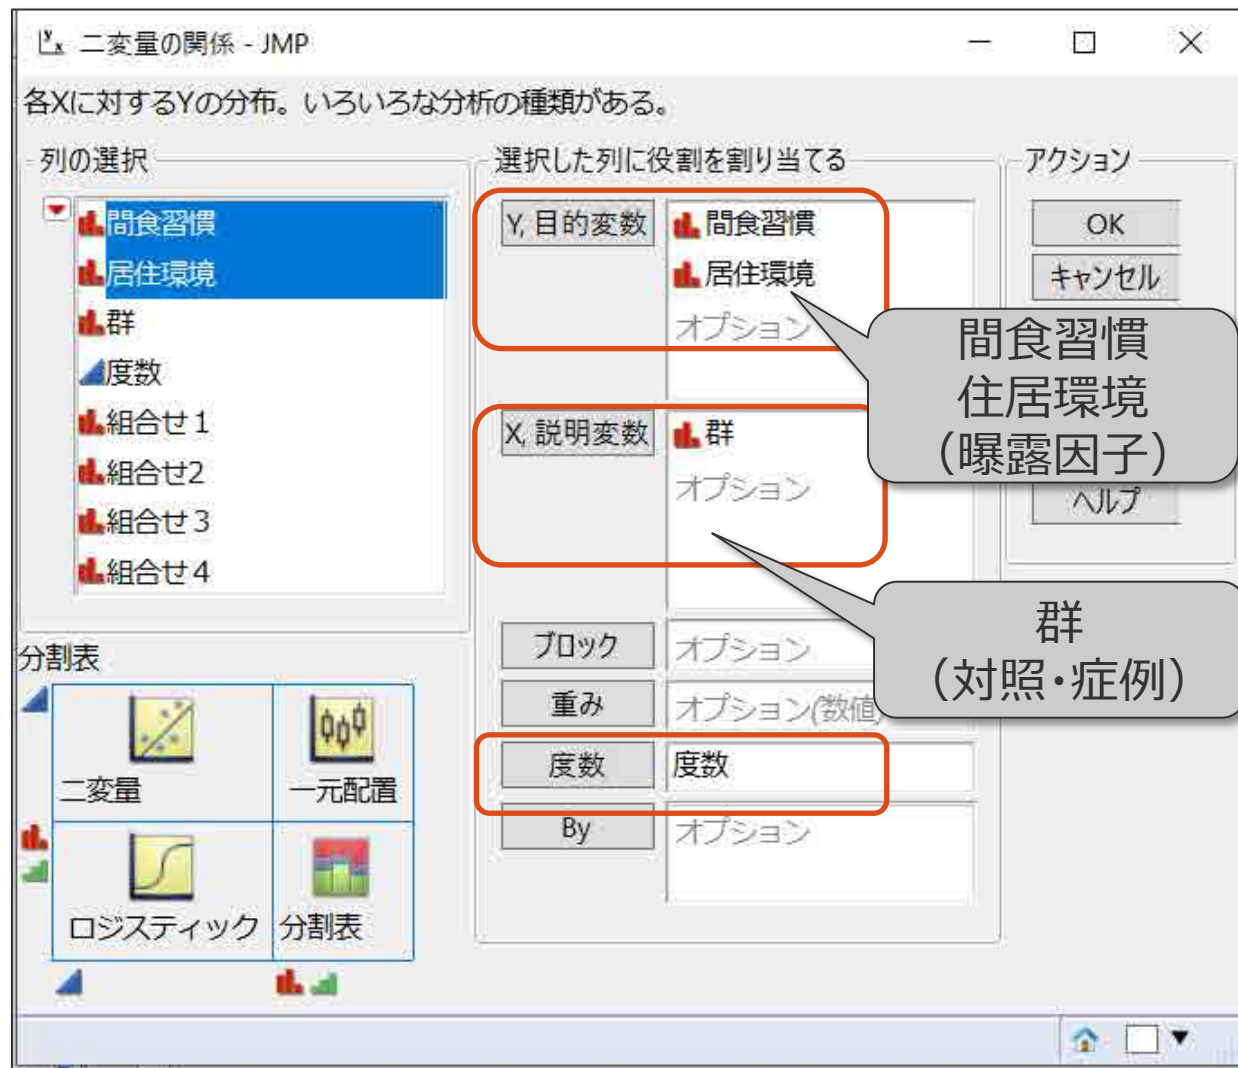 二変量の関係 - JMP
各Xに対するYの分布。いろいろな分析の種類がある。
列の選択
間食習慣
居住環境
群
度数
組合せ 1
組合せ2
組合せ 3
組合せ 4
選択した列に役割を割り当てる
Y, 目的変数
間食習慣
居住環境
オプション
X, 説明変数
群
オプション
ブロック
オプション
重み
オプション(数値)
度数
度数
By
オプション
アクション
OK
キャンセル
ヘルプ
間食習慣
住居環境
（曝露因子）
群
（対照・症例）
分割表
二変量
一元配置
ロジスティック
分割表